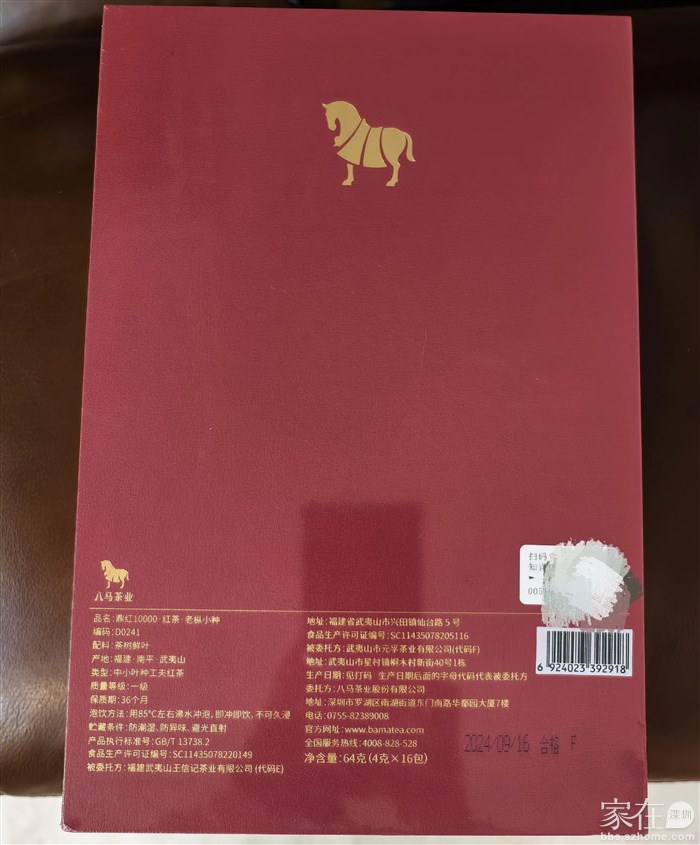 八马茶业
品名:鼎红10000·红茶·老枞小种
编码:D0241
配料:茶树鲜叶
产地:福建·南平·武夷山
类型:中小叶种工夫红茶
质量等级:一级
保质期:36个月
泡饮方法:用85℃左右沸水冲泡,即冲即饮,不可久浸
贮藏条件:防潮湿、防异味、避光直射
产品执行标准号:GB/T 13738.2
食品生产许可证编号:SC11435078220149
被委托方:福建武夷山王信记茶业有限公司 (代码E)
地址:福建省武夷山市兴田镇仙台路5号
食品生产许可证编号:SC11435078205116
被委托方:武夷山市元孚茶业有限公司(代码F)
地址:武夷山市星村镇桐木村新街40号1栋
生产日期:见打码 生产日期后面的字母代码代表被委托方
委托方:八马茶业股份有限公司
地址:深圳市罗湖区南湖街道东门南路华都园大厦7楼
电话:0755-82389008
官方网址:www.bamatea.com
全国服务热线:4008-828-528
净含量:64克(4克×16包)
扫码
知
005
6 924023 392918
2024/09/16 合格 F
家在深圳
bbs.szhome.com